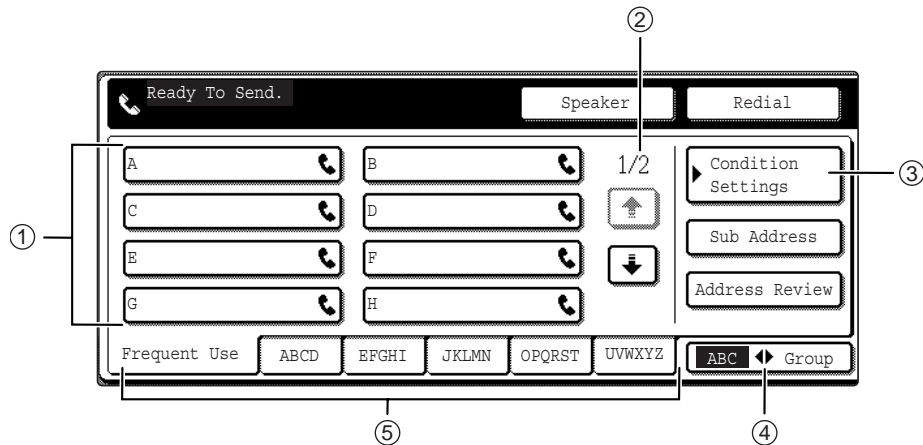 ②
Ready To Send.
Speaker
Redial
A
B
1/2
Condition
Settings
③
C
D
①
Sub Address
E
F
Address Review
G
H
Frequent Use
ABCD
EFGHI
JKLMN
OPQRST
UVWXYZ
ABC
Group
⑤
④